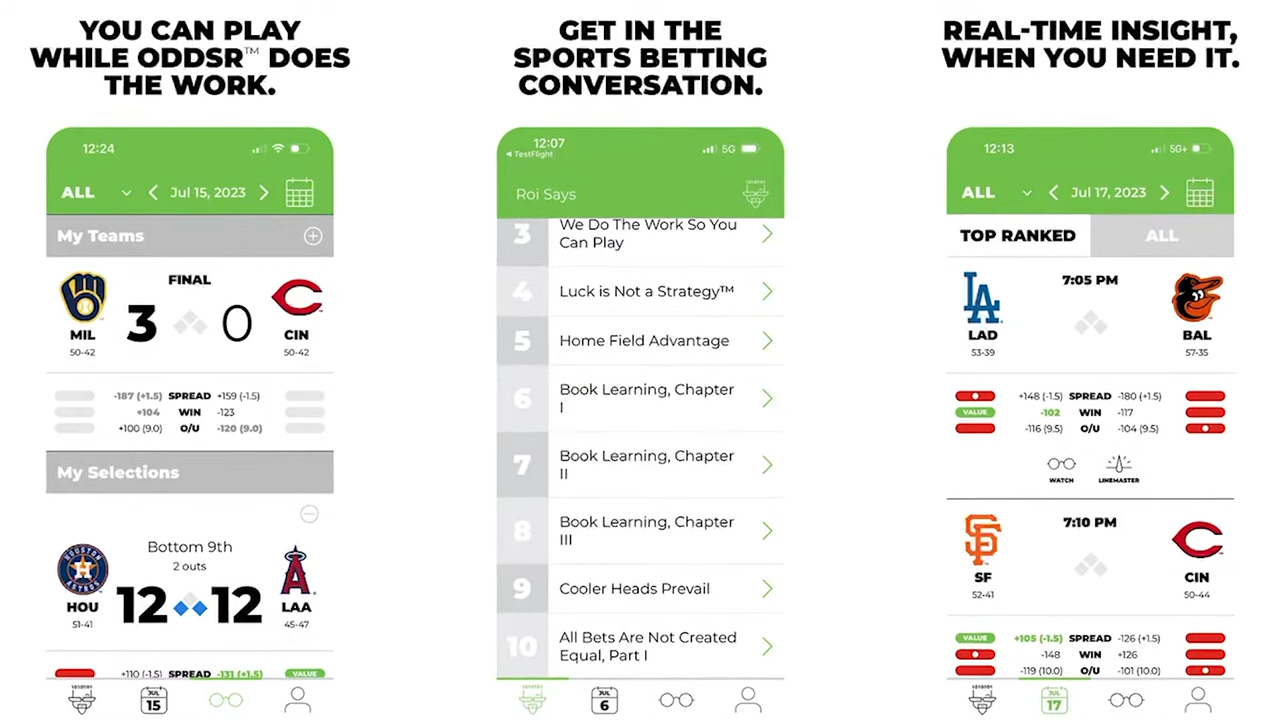 YOU CAN PLAY
WHILE ODDSR™ DOES
THE WORK.
12:24
ALL
Jul 15, 2023
My Teams
FINAL
3 0
MIL
CIN
50-42
50-42
-187 (+1.5) SPREAD +159 (-1.5)
+104 WIN -123
+100 (9.0) O/U -120 (9.0)
My Selections
Bottom 9th
2 outs
HOUSTON
ASTROS
12 12
HOU
LAA
51-41
45-47
+110 (-1.5) SPREAD -131 (+1.5) VALUE
JUL
15
GET IN THE
SPORTS BETTING
CONVERSATION.
12:07
5G
TestFlight
Roi Says
3 We Do The Work So You
Can Play
4 Luck is Not a Strategy™
5 Home Field Advantage
6 Book Learning, Chapter
I
7 Book Learning, Chapter
II
8 Book Learning, Chapter
III
9 Cooler Heads Prevail
10 All Bets Are Not Created
Equal, Part I
JUL
6
REAL-TIME INSIGHT,
WHEN YOU NEED IT.
12:13
5G+
ALL
Jul 17, 2023
TOP RANKED
ALL
7:05 PM
LA
LAD
BAL
53-39
57-35
+148 (-1.5) SPREAD -180 (+1.5)
VALUE -102 WIN -117
-116 (9.5) O/U -104 (9.5)
WATCH
LINEMASTER
7:10 PM
SF
SF
CIN
52-41
50-44
VALUE +105 (-1.5) SPREAD -126 (+1.5)
-148 WIN +126
-119 (10.0) O/U -101 (10.0)
JUL
17